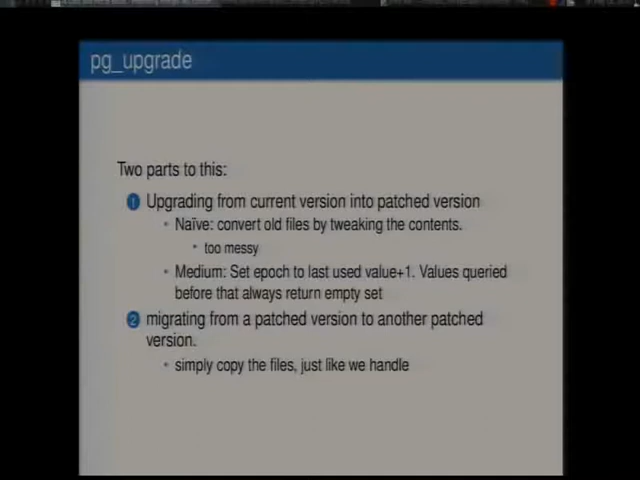 pg_upgrade
Two parts to this:
1 Upgrading from current version into patched version
Naïve: convert old files by tweaking the contents.
too messy
Medium: Set epoch to last used value+1. Values queried
before that always return empty set
2 migrating from a patched version to another patched
version.
simply copy the files, just like we handle